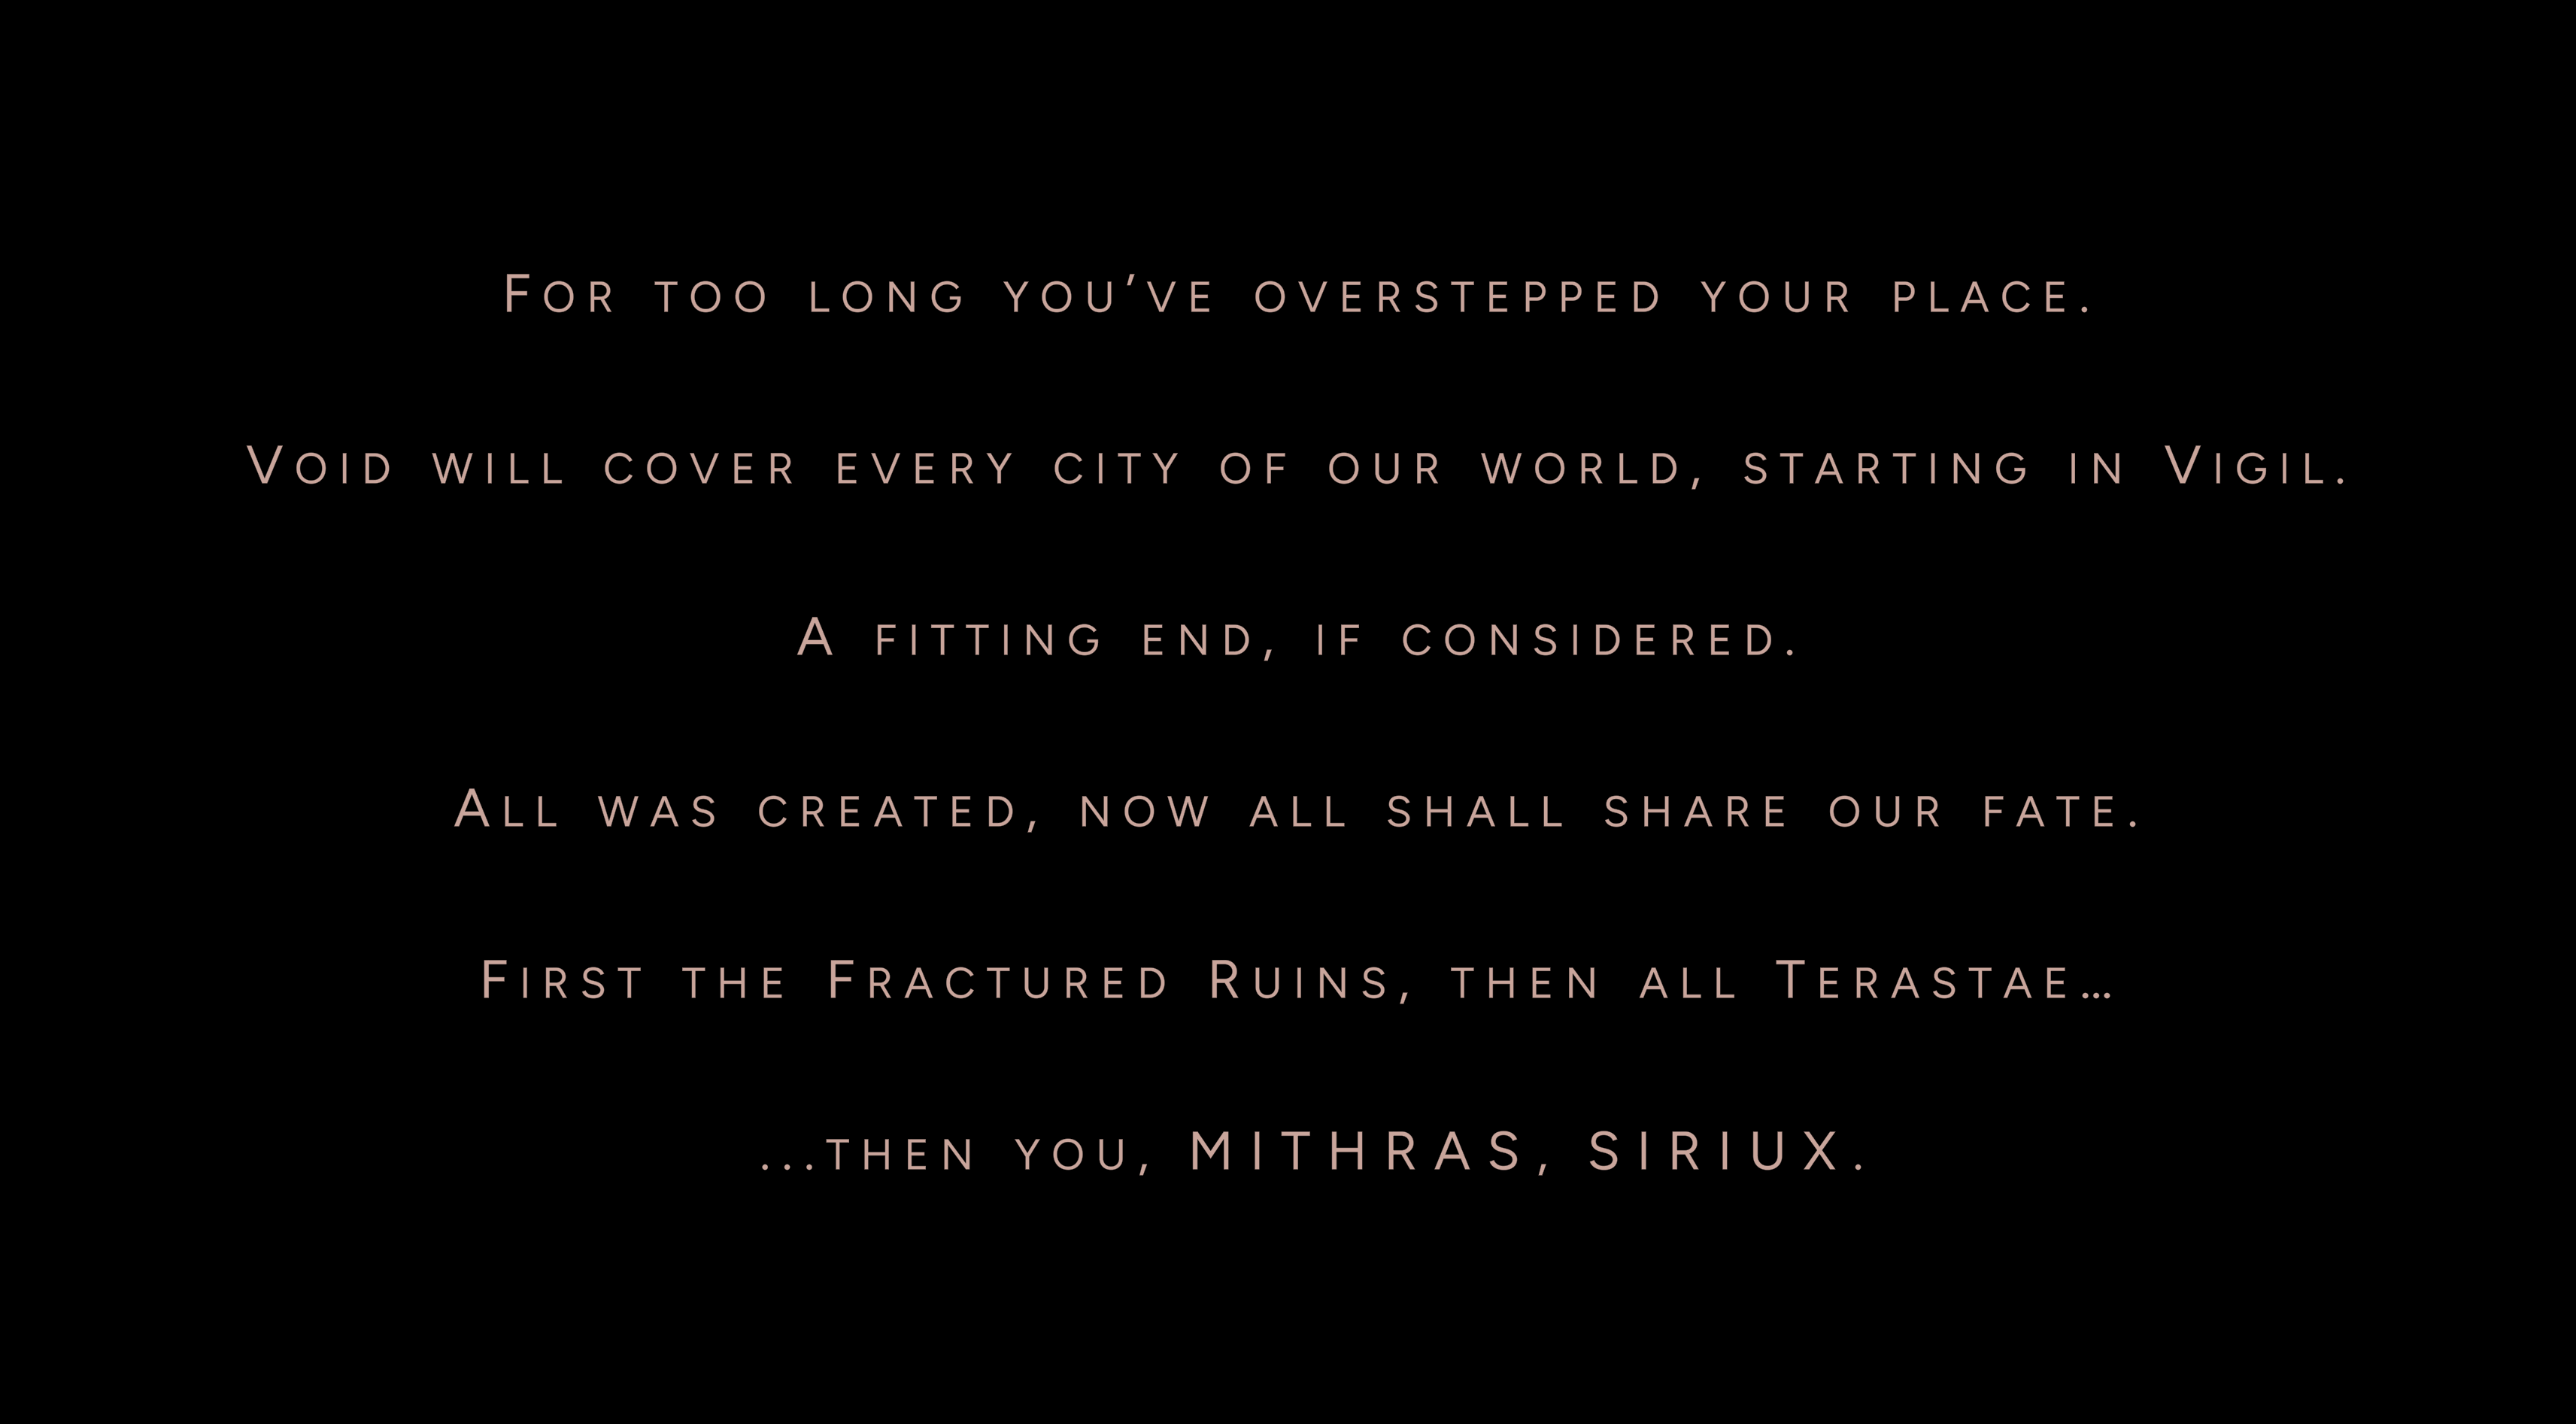 For too long you’ve overstepped your place.
Void will cover every city of our world, starting in Vigil.
A fitting end, if considered.
All was created, now all shall share our fate.
First the Fractured Ruins, then all Terastae…
...then you, MITHRAS, SIRIUX.